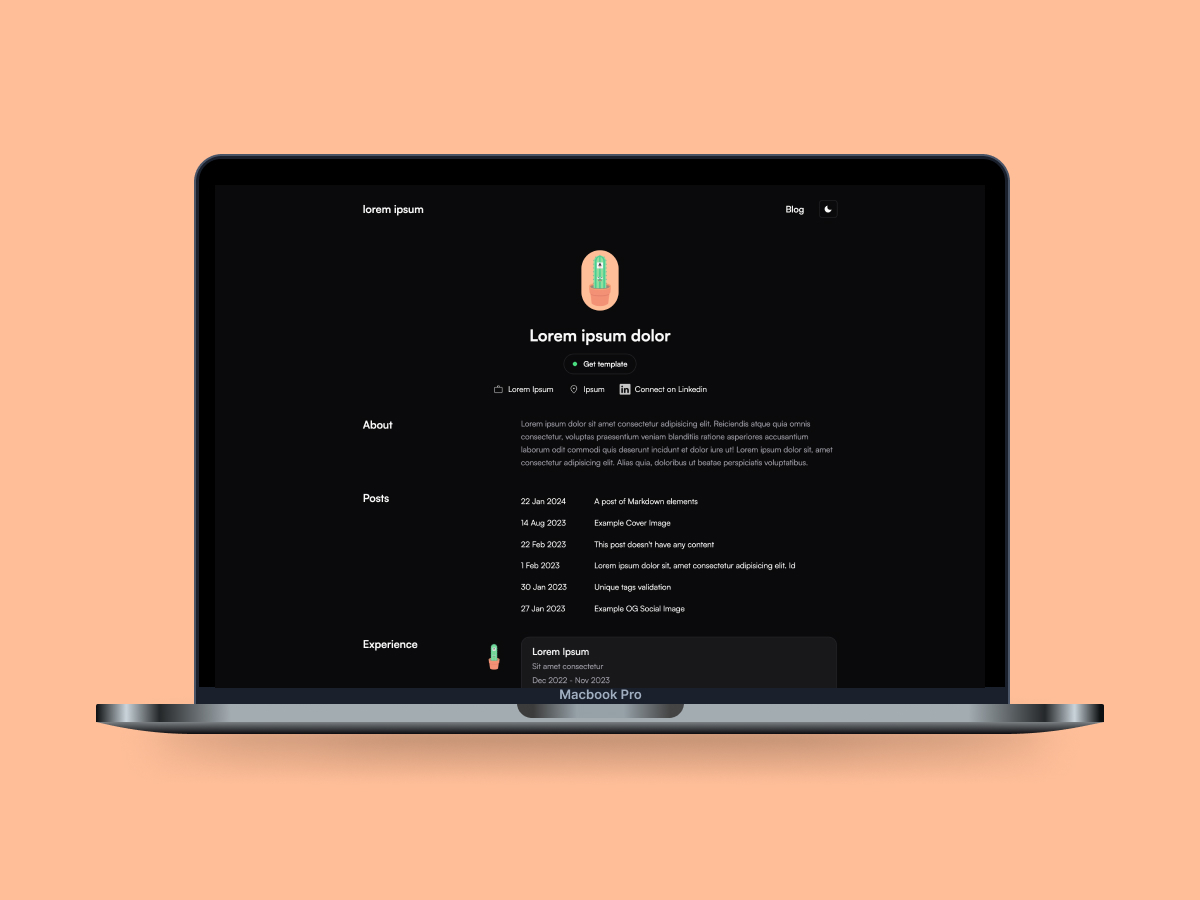 lorem ipsum
Blog
Lorem ipsum dolor
Get template
Lorem Ipsum
Ipsum
Connect on Linkedin
About
Lorem ipsum dolor sit amet consectetur adipisicing elit. Reiciendis atque quia omnis
consectetur, voluptas praesentium veniam blanditiis ratione asperiores accusantium
laborum odit commodi quis deserunt incidunt et dolor iure ut! Lorem ipsum dolor sit, amet
consectetur adipisicing elit. Alias quia, doloribus ut beatae perspiciatis voluptatibus.
Posts
22 Jan 2024 A post of Markdown elements
14 Aug 2023 Example Cover Image
22 Feb 2023 This post doesn't have any content
1 Feb 2023 Lorem ipsum dolor sit, amet consectetur adipisicing elit. Id
30 Jan 2023 Unique tags validation
27 Jan 2023 Example OG Social Image
Experience
Lorem Ipsum
Sit amet consectetur
Dec 2022 - Nov 2023
Macbook Pro